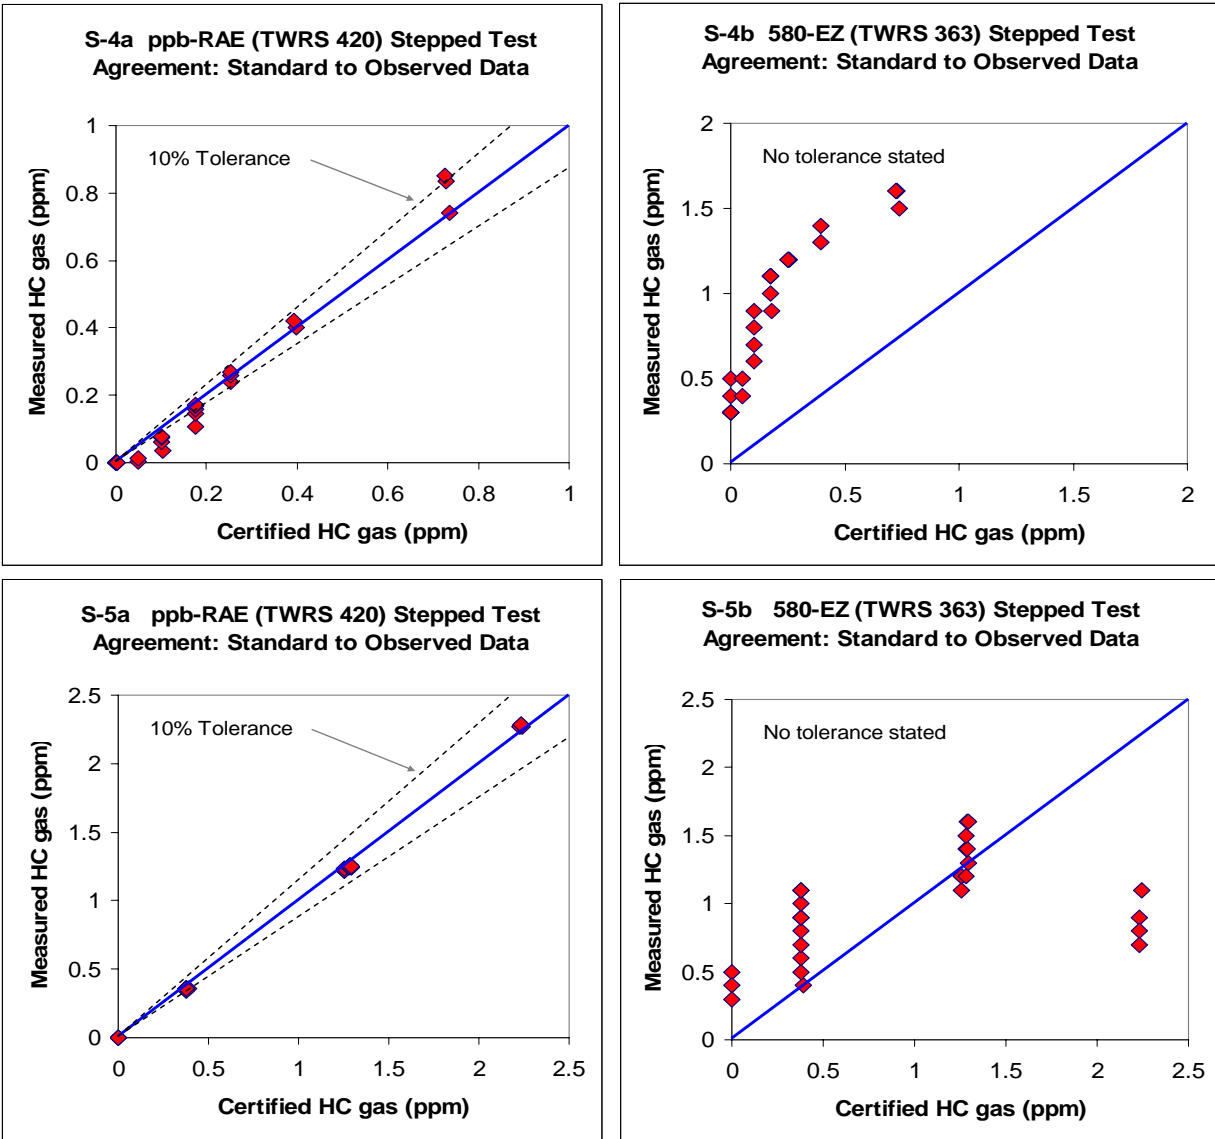 S-4a ppb-RAE (TWRS 420) Stepped Test
Agreement: Standard to Observed Data
10% Tolerance
Measured HC gas (ppm)
1
0.8
0.6
0.4
0.2
0
0 0.2 0.4 0.6 0.8 1
Certified HC gas (ppm)
S-4b 580-EZ (TWRS 363) Stepped Test
Agreement: Standard to Observed Data
No tolerance stated
Measured HC gas (ppm)
2
1.5
1
0.5
0
0 0.5 1 1.5 2
Certified HC gas (ppm)
S-5a ppb-RAE (TWRS 420) Stepped Test
Agreement: Standard to Observed Data
10% Tolerance
Measured HC gas (ppm)
2.5
2
1.5
1
0.5
0
0 0.5 1 1.5 2 2.5
Certified HC gas (ppm)
S-5b 580-EZ (TWRS 363) Stepped Test
Agreement: Standard to Observed Data
No tolerance stated
Measured HC gas (ppm)
2.5
2
1.5
1
0.5
0
0 0.5 1 1.5 2 2.5
Certified HC gas (ppm)